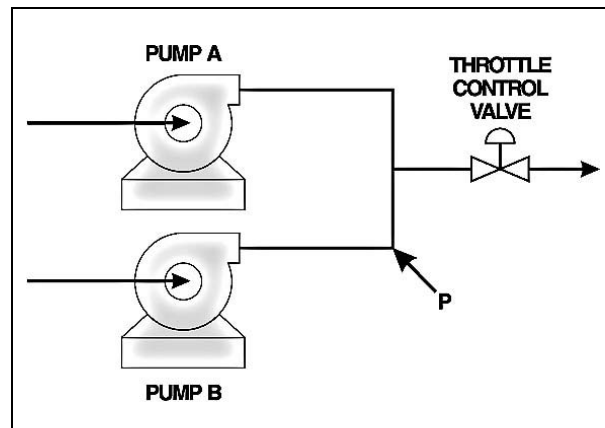 PUMP A
THROTTLE
CONTROL
VALVE
P
PUMP B